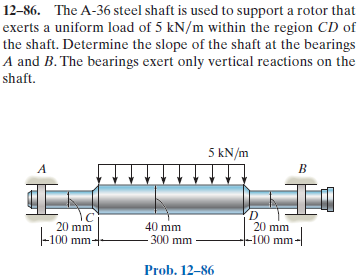 12–86. The A-36 steel shaft is used to support a rotor that
exerts a uniform load of 5 kN/m within the region CD of
the shaft. Determine the slope of the shaft at the bearings
A and B. The bearings exert only vertical reactions on the
shaft.
5 kN/m
A
B
C
D
20 mm
40 mm
20 mm
100 mm
300 mm
100 mm
Prob. 12–86